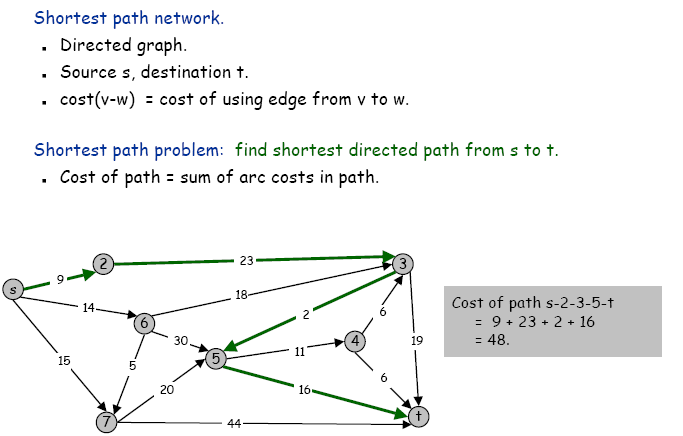 Shortest path network.
▪ Directed graph.
▪ Source s, destination t.
▪ cost(v-w) = cost of using edge from v to w.
Shortest path problem: find shortest directed path from s to t.
▪ Cost of path = sum of arc costs in path.
2
23
3
9
s
18
14
6
2
6
Cost of path s-2-3-5-t
= 9 + 23 + 2 + 16
= 48.
30
4
19
15
5
11
5
20
16
6
7
44
t